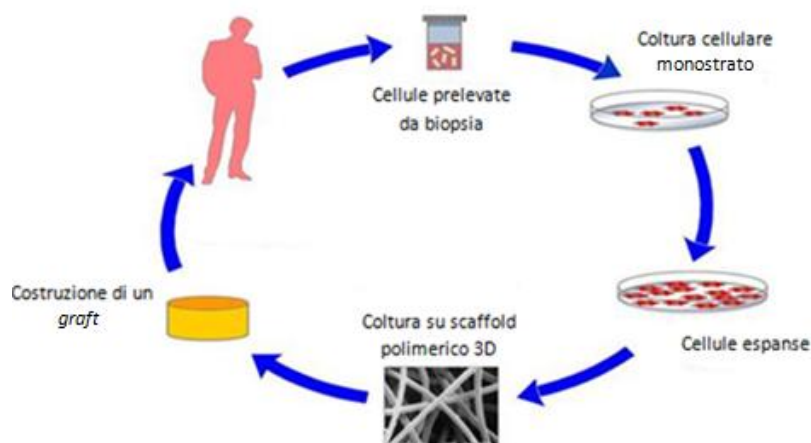 Cellule prelevate
da biopsia
Coltura cellulare
monostrato
Cellule espanse
Coltura su scaffold
polimerico 3D
Costruzione di un
graft